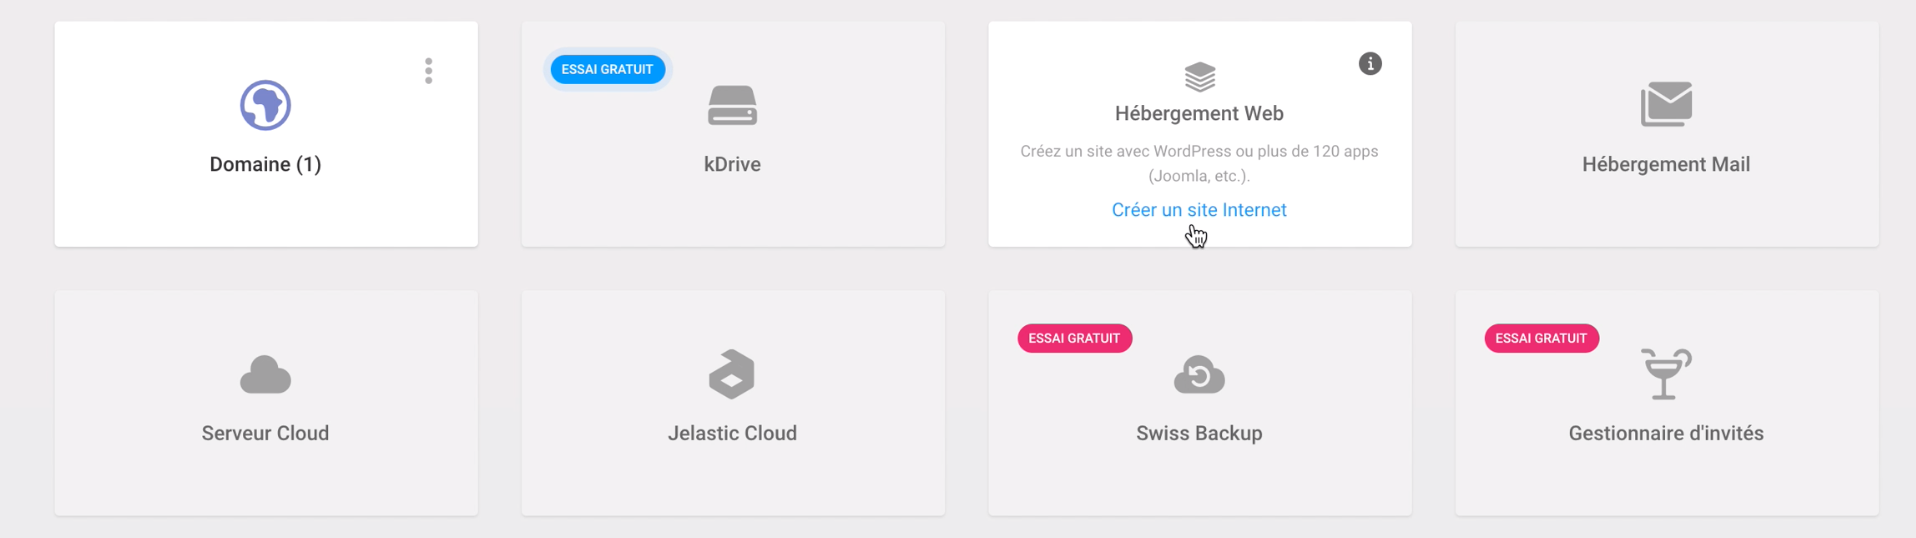 Domaine (1)
ESSAI GRATUIT
kDrive
Hébergement Web
Créez un site avec WordPress ou plus de 120 apps
(Joomla, etc.).
Créer un site Internet
Hébergement Mail
Serveur Cloud
Jelastic Cloud
ESSAI GRATUIT
Swiss Backup
ESSAI GRATUIT
Gestionnaire d'invités